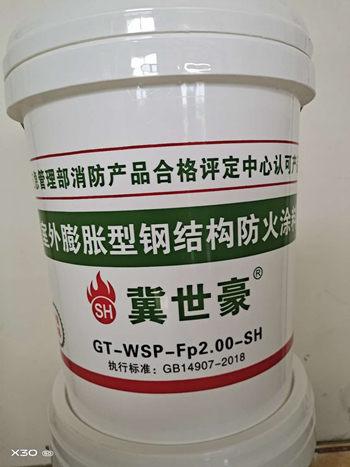 管理部消防产品合格评定中心认可产
室外膨胀型钢结构防火涂料
SH
冀世豪®
GT-WSP-Fp2.00-SH
执行标准：GB14907-2018
X30